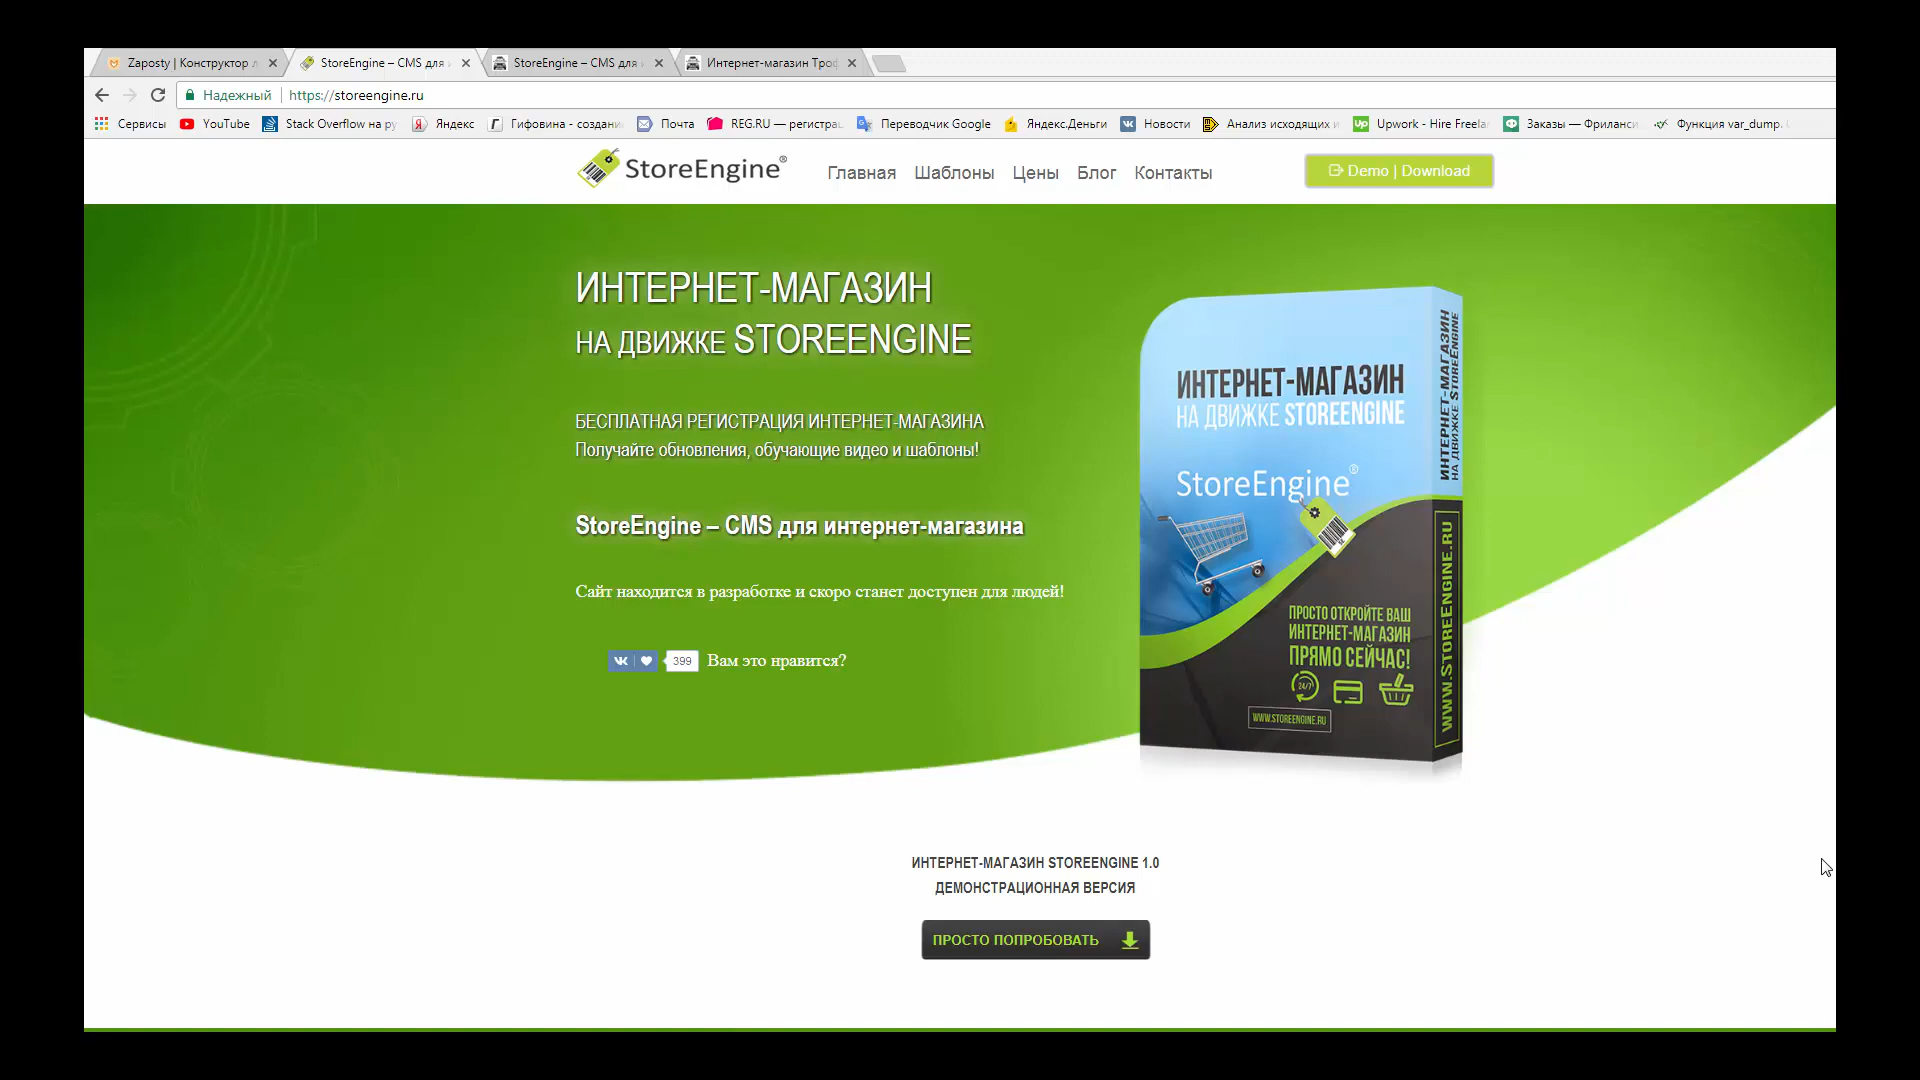 Zaposty | Конструктор л
StoreEngine – CMS для
StoreEngine – CMS для
Интернет-магазин Троф
Надежный
https://storeengine.ru
Сервисы
YouTube
Stack Overflow на ру
Яндекс
Гифовина - создани
Почта
REG.RU — регистрац
Переводчик Google
Яндекс.Деньги
Новости
Анализ исходящих и
Upwork - Hire Freelan
Заказы — Фрилансим
Функция var_dump.
StoreEngine®
Главная
Шаблоны
Цены
Блог
Контакты
Demo | Download
ИНТЕРНЕТ-МАГАЗИН
НА ДВИЖКЕ STOREENGINE
БЕСПЛАТНАЯ РЕГИСТРАЦИЯ ИНТЕРНЕТ-МАГАЗИНА
Получайте обновления, обучающие видео и шаблоны!
StoreEngine – CMS для интернет-магазина
Сайт находится в разработке и скоро станет доступен для людей!
399
Вам это нравится?
ИНТЕРНЕТ-МАГАЗИН
НА ДВИЖКЕ STOREENGINE
StoreEngine®
ПРОСТО ОТКРОЙТЕ ВАШ
ИНТЕРНЕТ-МАГАЗИН
ПРЯМО СЕЙЧАС!
24/7
WWW.STOREENGINE.RU
ИНТЕРНЕТ-МАГАЗИН
НА ДВИЖКЕ STOREENGINE
WWW.STOREENGINE.RU
ИНТЕРНЕТ-МАГАЗИН STOREENGINE 1.0
ДЕМОНСТРАЦИОННАЯ ВЕРСИЯ
ПРОСТО ПОПРОБОВАТЬ